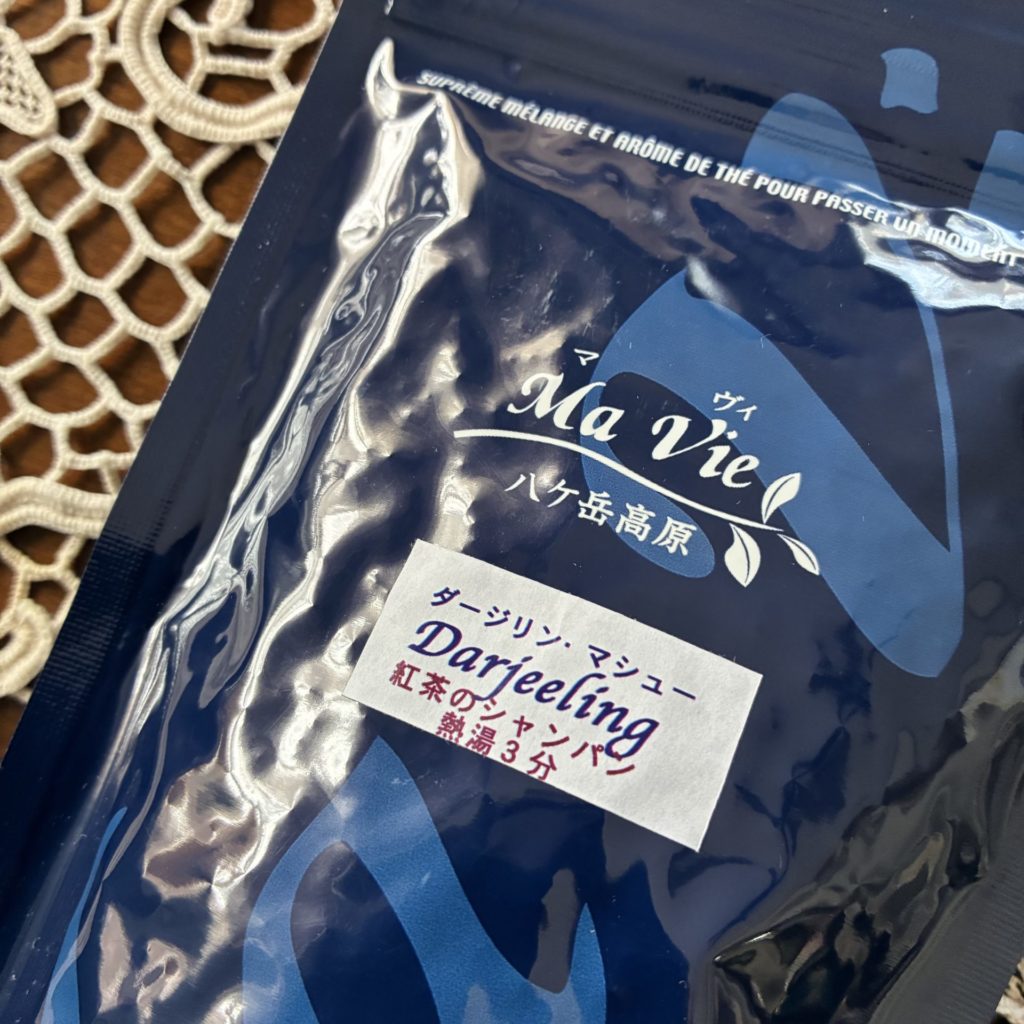 SUPRÊME MÉLANGE ET ARÔME DE THÉ POUR PASSER UN MOMENT
マ ヴィ
Ma Vie
八ケ岳高原
ダージリン・マシュー
Darjeeling
紅茶のシャンパン
熱湯3分